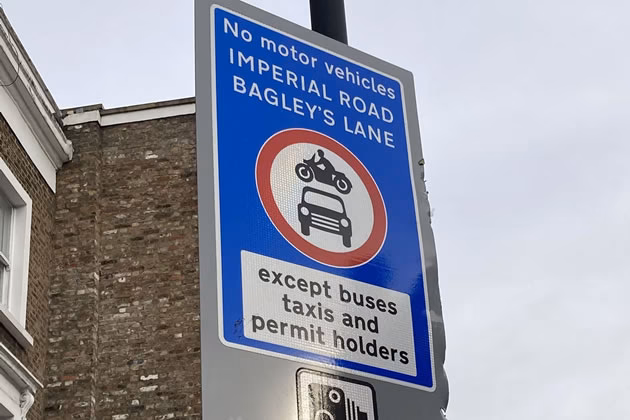 No motor vehicles
IMPERIAL ROAD
BAGLEY'S LANE
except buses
taxis and
permit holders